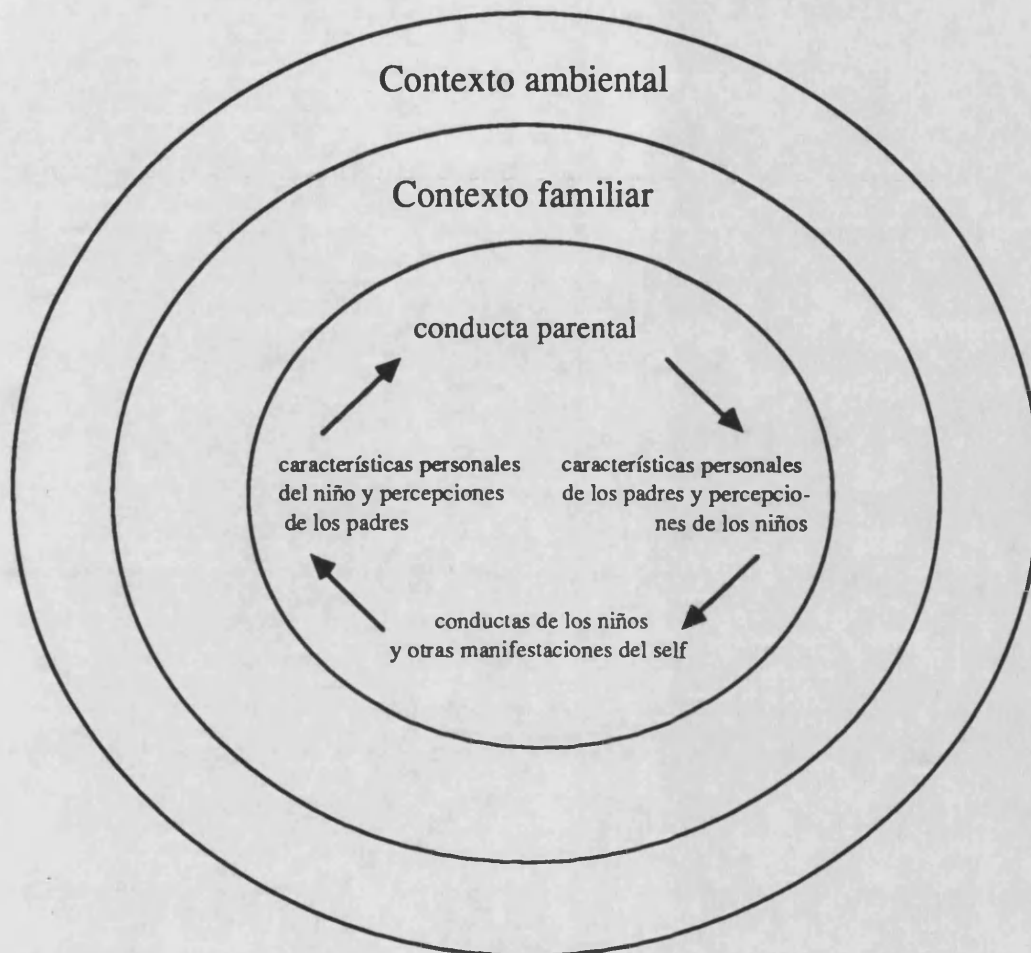 Contexto ambiental
Contexto familiar
conducta parental
características personales
del niño y percepciones
de los padres
características personales
de los padres y percepcio-
nes de los niños
conductas de los niños
y otras manifestaciones del self